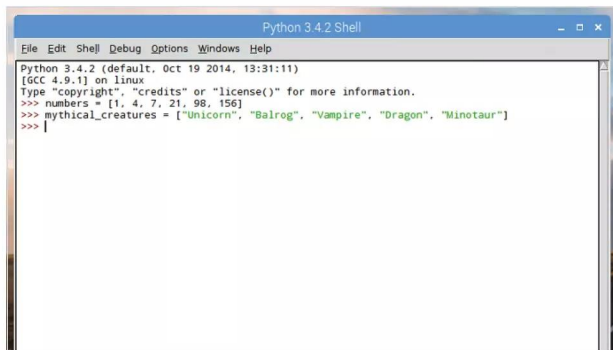 Python 3.4.2 Shell
File Edit Shell Debug Options Windows Help
Python 3.4.2 (default, Oct 19 2014, 13:31:11)
[GCC 4.9.1] on linux
Type "copyright", "credits" or "license()" for more information.
>>> numbers = [1, 4, 7, 21, 98, 156]
>>> mythical_creatures = ["Unicorn", "Balrog", "Vampire", "Dragon", "Minotaur"]
>>>